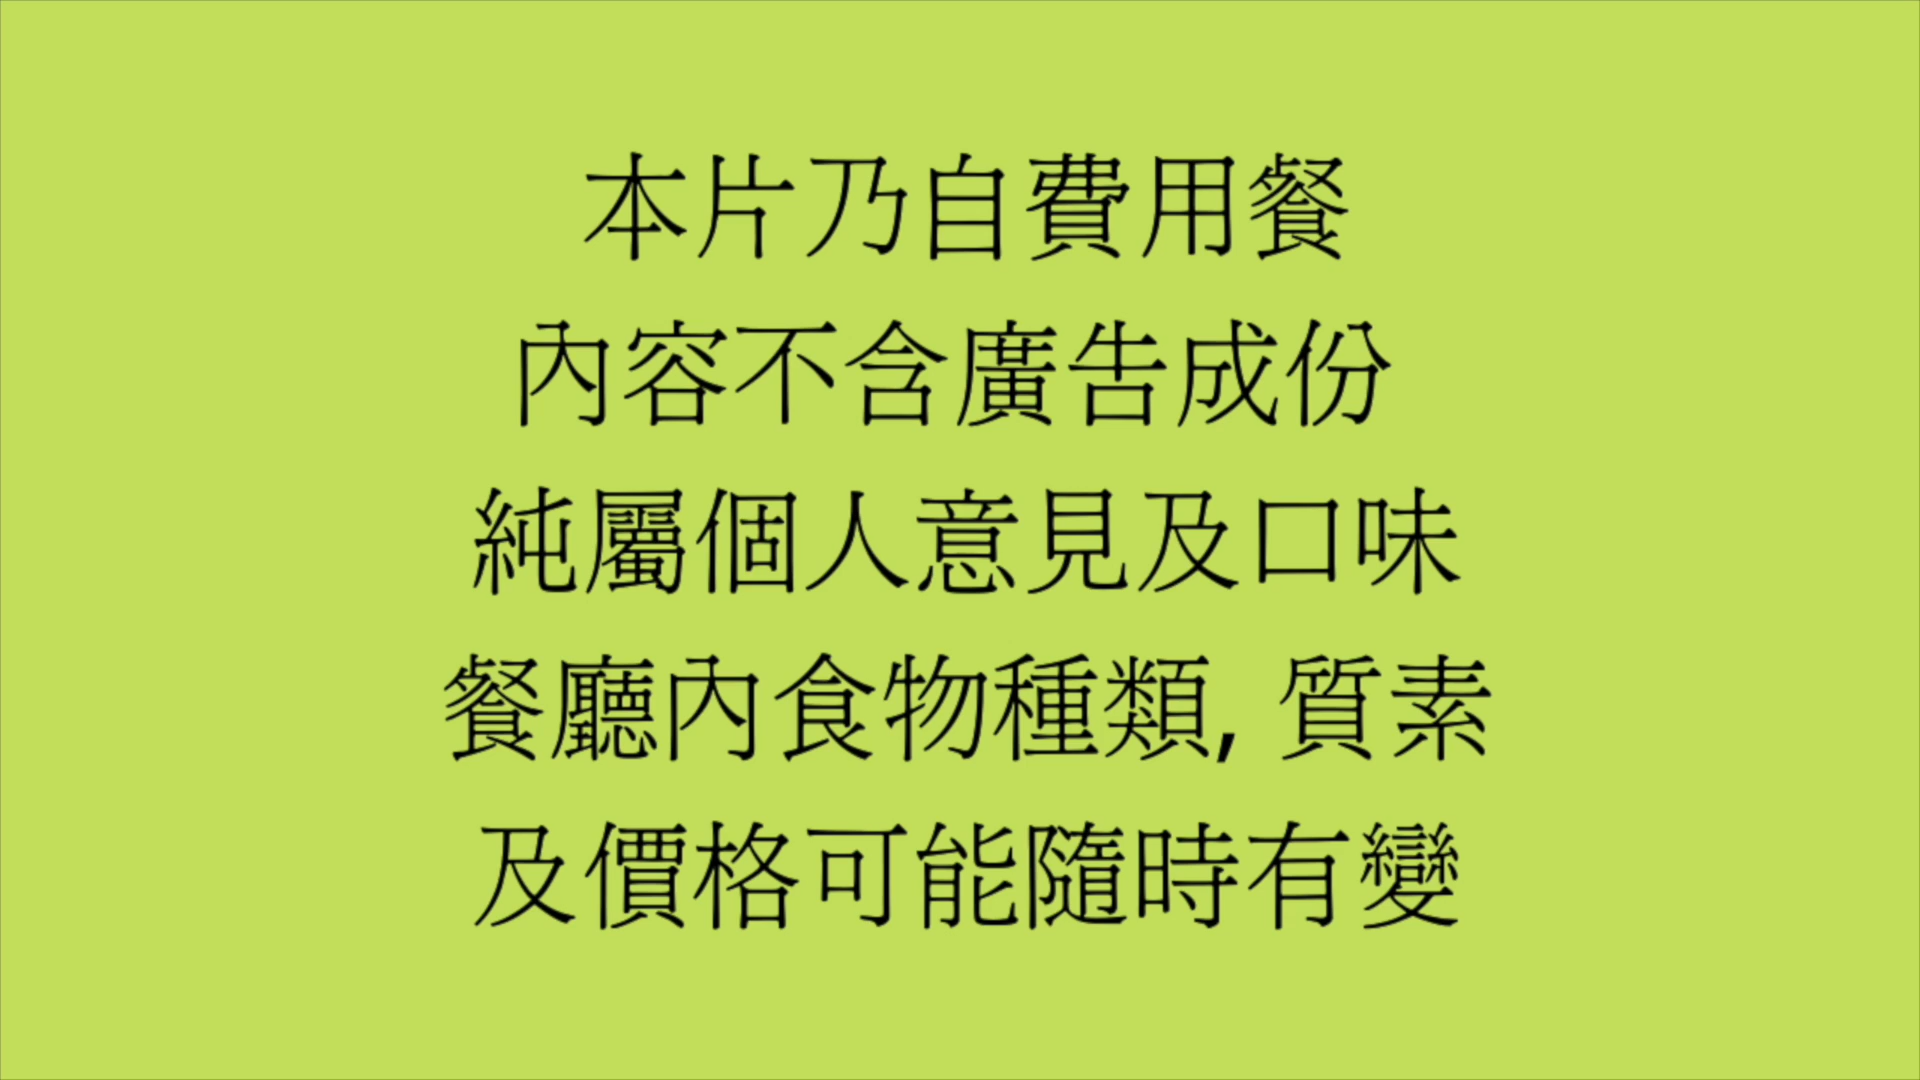 本片乃自費用餐
內容不含廣告成份
純屬個人意見及口味
餐廳內食物種類, 質素
及價格可能隨時有變